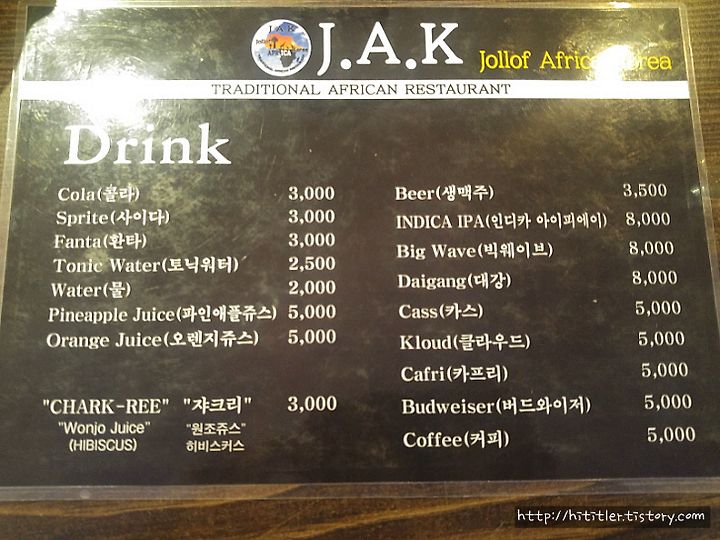 J.A.K Jollof Africa Korea
TRADITIONAL AFRICAN RESTAURANT
Drink
Cola(콜라) 3,000
Sprite(사이다) 3,000
Fanta(환타) 3,000
Tonic Water(토닉워터) 2,500
Water(물) 2,000
Pineapple Juice(파인애플쥬스) 5,000
Orange Juice(오렌지쥬스) 5,000
"CHARK-REE" "쟈크리" 3,000
"Wonjo Juice" "원조쥬스"
(HIBISCUS) 히비스커스
Beer(생맥주) 3,500
INDICA IPA(인디카 아이피에이) 8,000
Big Wave(빅웨이브) 8,000
Daigang(대강) 8,000
Cass(카스) 5,000
Kloud(클라우드) 5,000
Cafri(카프리) 5,000
Budweiser(버드와이저) 5,000
Coffee(커피) 5,000
http://hititler.tistory.com